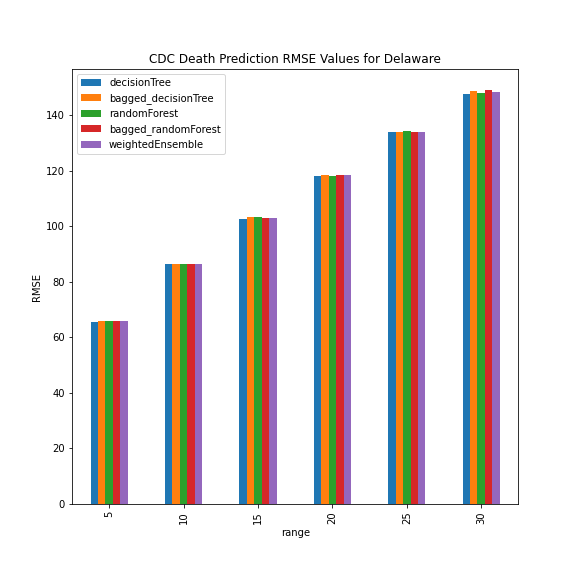 CDC Death Prediction RMSE Values for Delaware
decisionTree
bagged_decisionTree
randomForest
bagged_randomForest
weightedEnsemble
RMSE
140
120
100
80
60
40
20
0
5
10
15
20
25
30
range